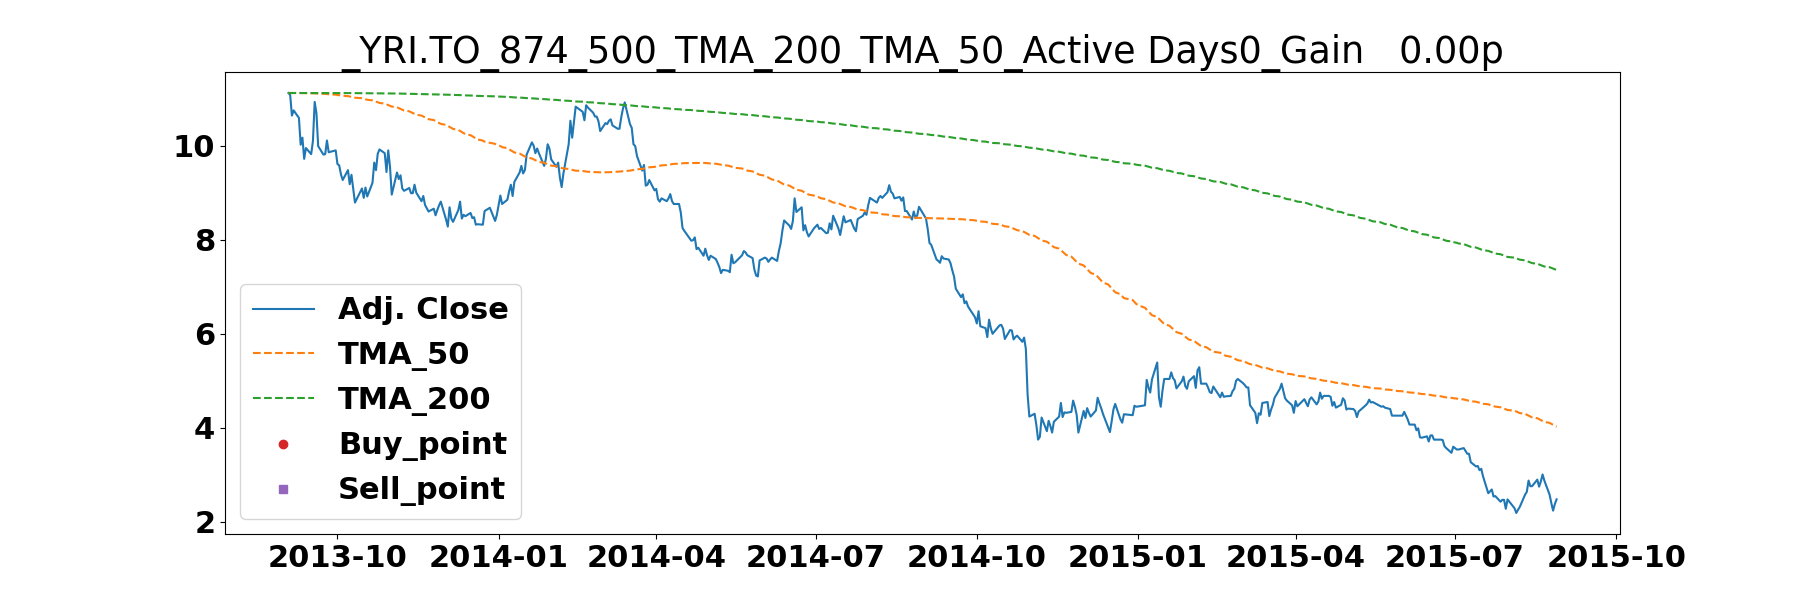 _YRI.TO_874_500_TMA_200_TMA_50_Active Days0_Gain   0.00p
10
8
6
4
2
Adj. Close
TMA_50
TMA_200
Buy_point
Sell_point
2013-10 2014-01 2014-04 2014-07 2014-10 2015-01 2015-04 2015-07 2015-10